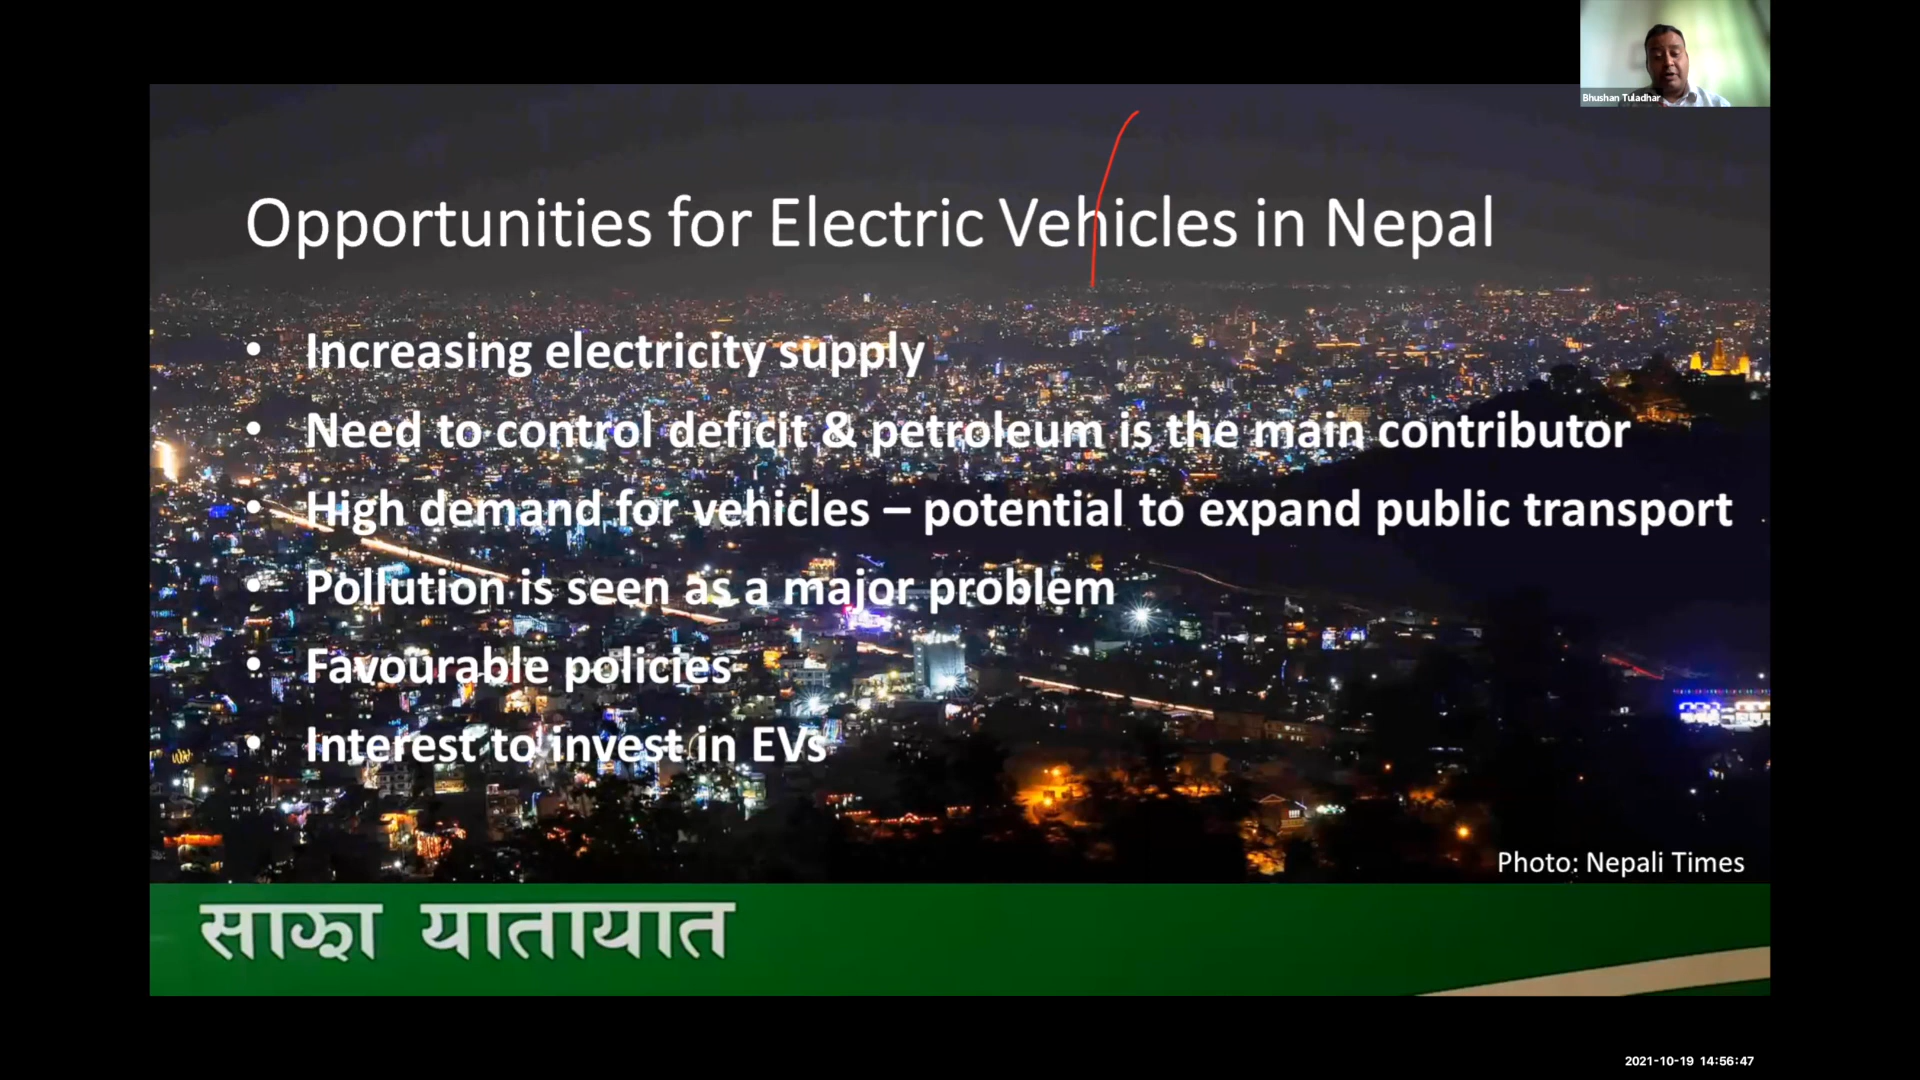 Bhushan Tuladhar
Opportunities for Electric Vehicles in Nepal
• Increasing electricity supply
• Need to control deficit & petroleum is the main contributor
• High demand for vehicles – potential to expand public transport
• Pollution is seen as a major problem
• Favourable policies
• Interest to invest in EVs
Photo: Nepali Times
साझा यातायात
2021-10-19 14:56:47